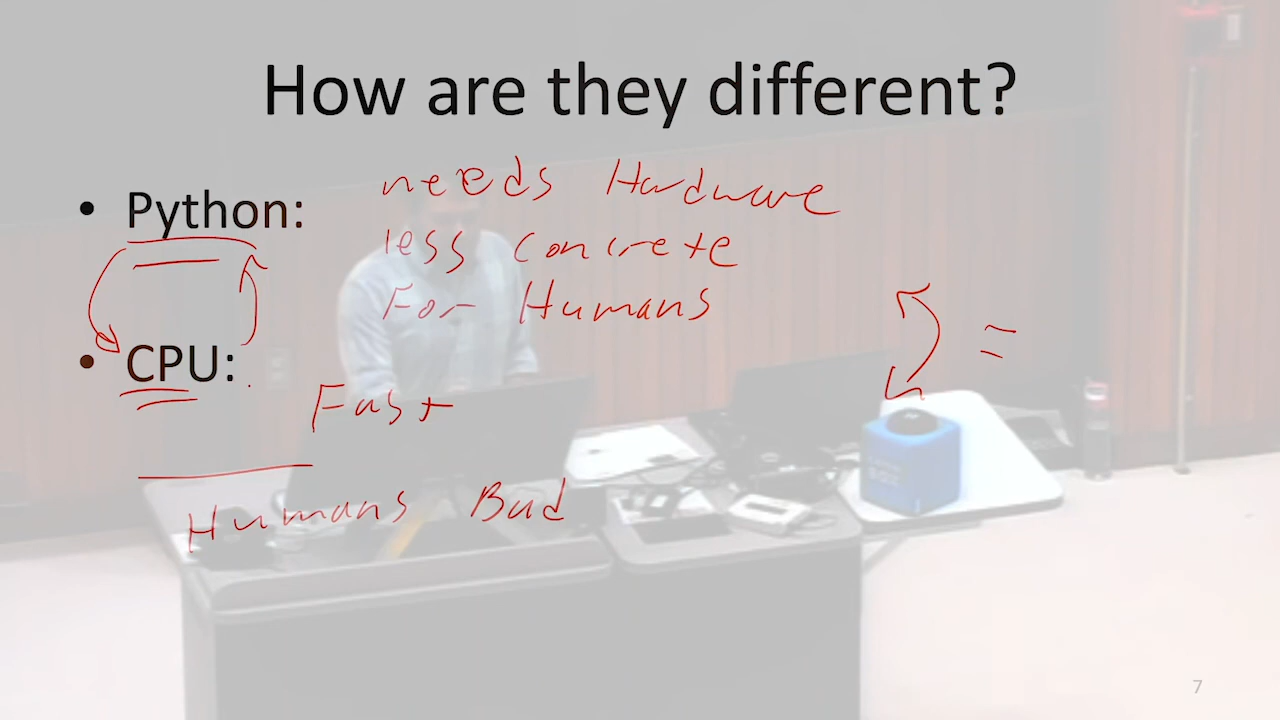 How are they different?
• Python:
needs Hardware
less concrete
For Humans
=
• CPU:
Fast
Humans Bad
7